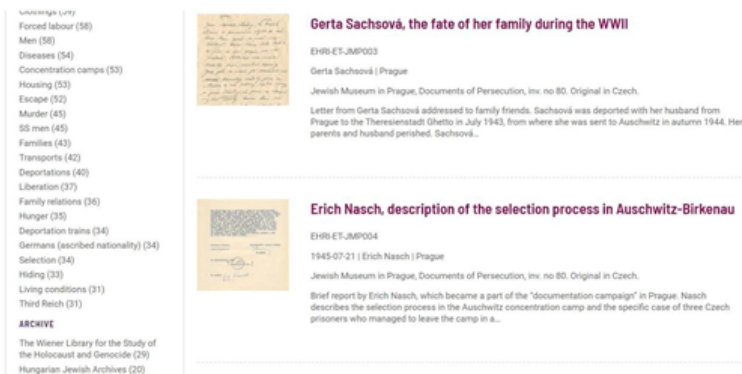 Clothings (59)
Forced labour (58)
Men (58)
Diseases (54)
Concentration camps (53)
Housing (53)
Escape (52)
Murder (45)
SS men (45)
Families (43)
Transports (42)
Deportations (40)
Liberation (37)
Family relations (36)
Hunger (35)
Deportation trains (34)
Germans (ascribed nationality) (34)
Selection (34)
Hiding (33)
Living conditions (31)
Third Reich (31)
ARCHIVE
The Wiener Library for the Study of
the Holocaust and Genocide (29)
Hungarian Jewish Archives (20)
Gerta Sachsová, the fate of her family during the WWII
EHRI-ET-JMP003
Gerta Sachsová | Prague
Jewish Museum in Prague, Documents of Persecution, inv. no 80. Original in Czech.
Letter from Gerta Sachsová addressed to family friends. Sachsová was deported with her husband from
Prague to the Theresienstadt Ghetto in July 1943, from where she was sent to Auschwitz in autumn 1944. Her
parents and husband perished. Sachsová...
Erich Nasch, description of the selection process in Auschwitz-Birkenau
EHRI-ET-JMP004
1945-07-21 | Erich Nasch | Prague
Jewish Museum in Prague, Documents of Persecution, inv. no 80. Original in Czech.
Brief report by Erich Nasch, which became a part of the "documentation campaign" in Prague. Nasch
describes the selection process in the Auschwitz concentration camp and the specific case of three Czech
prisoners who managed to leave the camp in a...